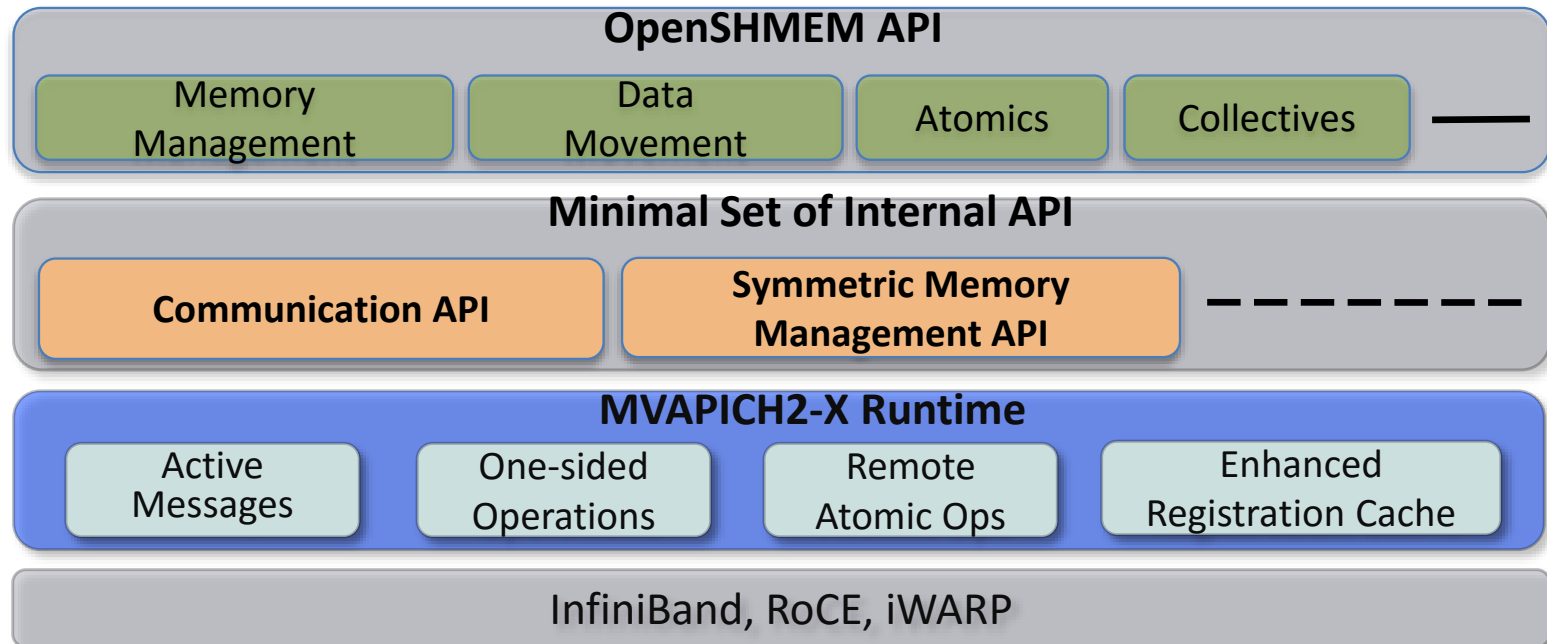 OpenSHMEM API
Memory
Management
Data
Movement
Atomics
Collectives
Minimal Set of Internal API
Communication API
Symmetric Memory
Management API
MVAPICH2-X Runtime
Active
Messages
One-sided
Operations
Remote
Atomic Ops
Enhanced
Registration Cache
InfiniBand, RoCE, iWARP